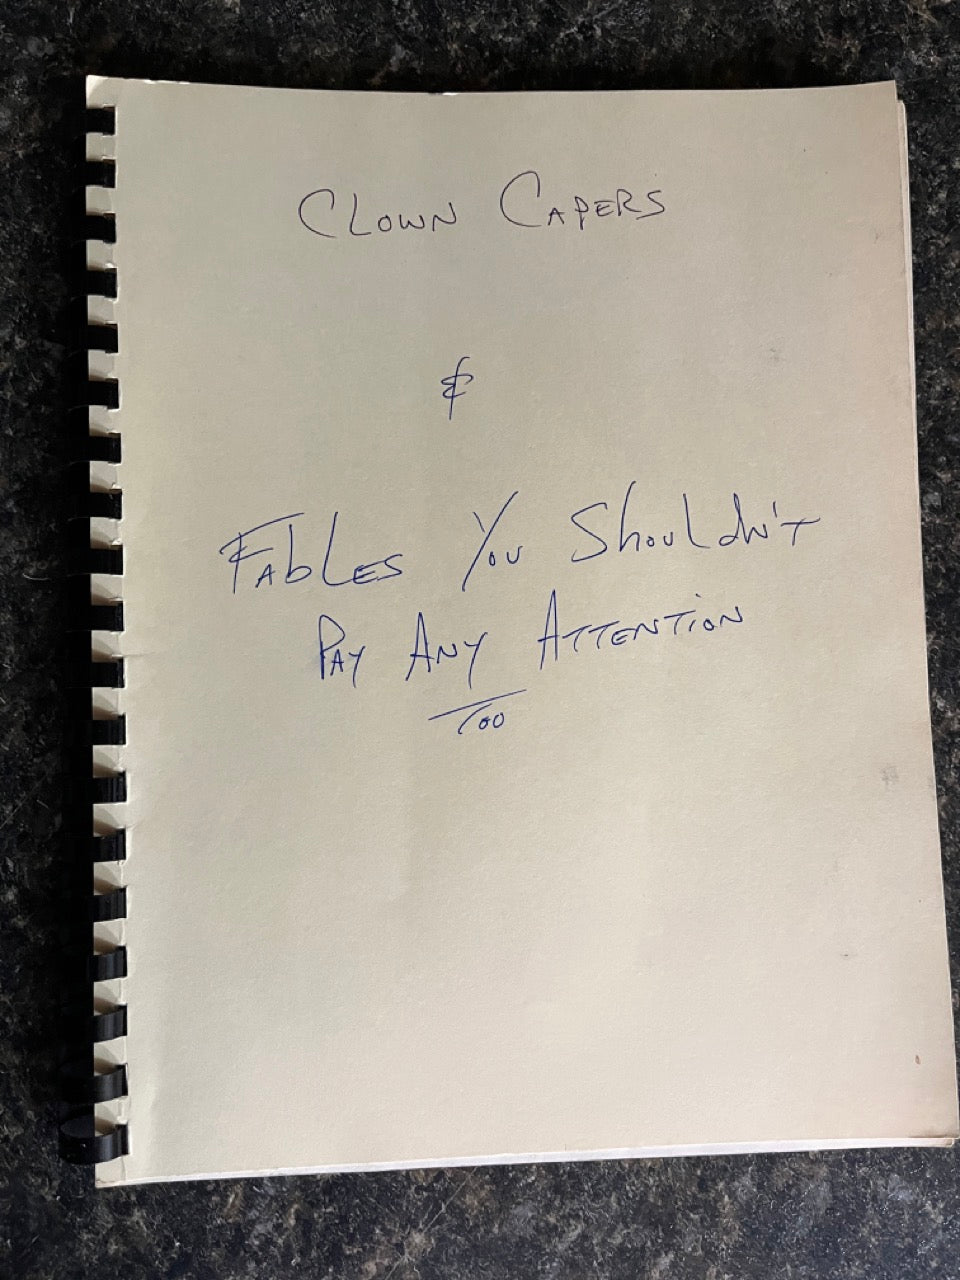 Clown Capers
&
Fables You Shouldn't
Pay Any Attention
Too